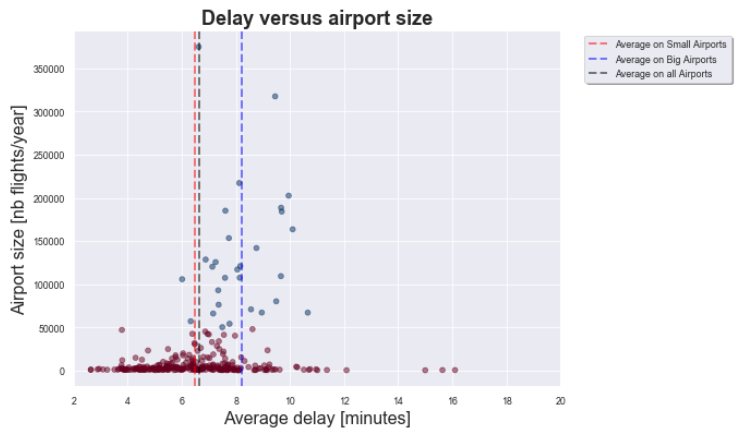 Delay versus airport size
Average on Small Airports
Average on Big Airports
Average on all Airports
Airport size [nb flights/year]
350000
300000
250000
200000
150000
100000
50000
0
2 4 6 8 10 12 14 16 18 20
Average delay [minutes]